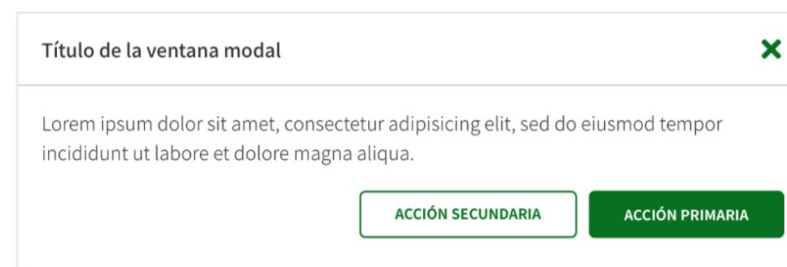 Título de la ventana modal
Lorem ipsum dolor sit amet, consectetur adipisicing elit, sed do eiusmod tempor
incididunt ut labore et dolore magna aliqua.
ACCIÓN SECUNDARIA
ACCIÓN PRIMARIA